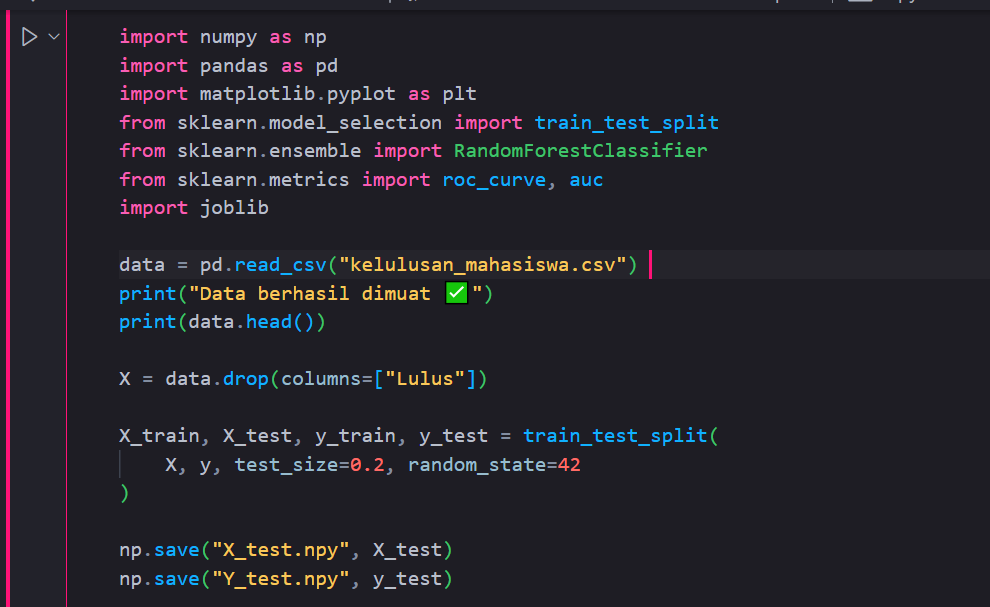 import numpy as np
import pandas as pd
import matplotlib.pyplot as plt
from sklearn.model_selection import train_test_split
from sklearn.ensemble import RandomForestClassifier
from sklearn.metrics import roc_curve, auc
import joblib
data = pd.read_csv("kelulusan_mahasiswa.csv")
print("Data berhasil dimuat ✅")
print(data.head())
X = data.drop(columns=["Lulus"])
X_train, X_test, y_train, y_test = train_test_split(
    X, y, test_size=0.2, random_state=42
)
np.save("X_test.npy", X_test)
np.save("Y_test.npy", y_test)